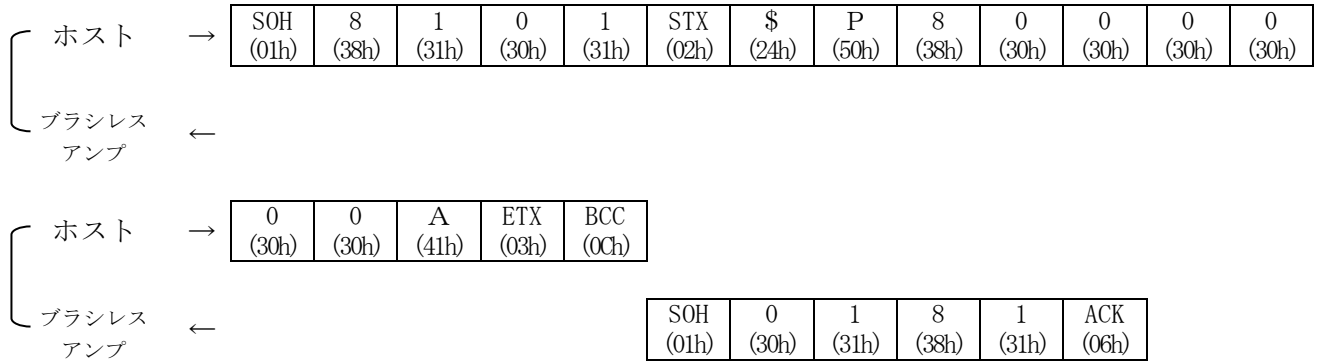 SOH 8 1 0 1 STX $ P 8 0 0 0 0
ホスト → (01h) (38h) (31h) (30h) (31h) (02h) (24h) (50h) (38h) (30h) (30h) (30h) (30h)
ブラシレス ←
アンプ
0 0 A ETX BCC
ホスト → (30h) (30h) (41h) (03h) (0Ch)
SOH 0 1 8 1 ACK
ブラシレス ← (01h) (30h) (31h) (38h) (31h) (06h)
アンプ